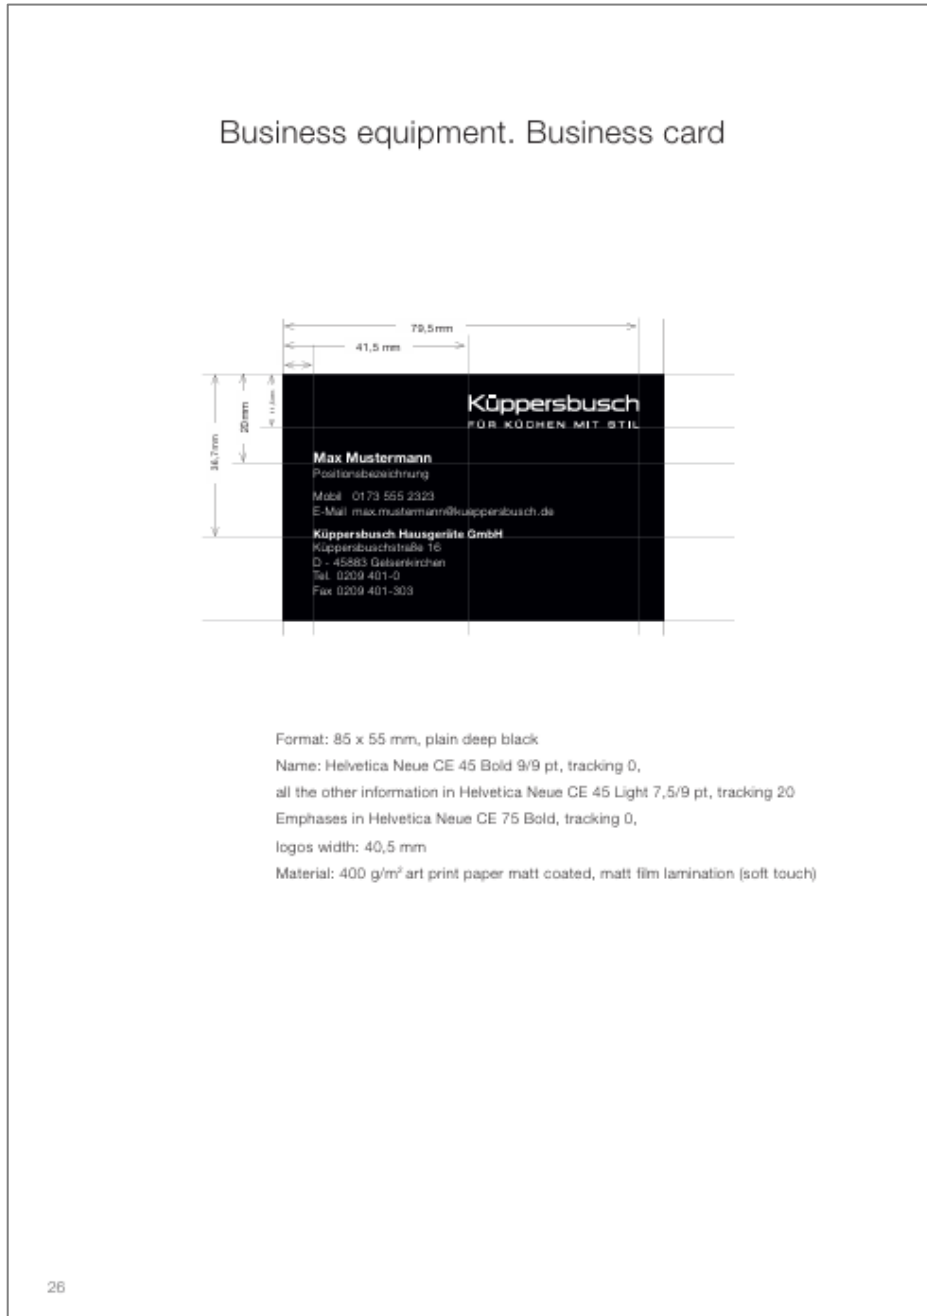 Business equipment. Business card
79,5mm
41,5 mm
20mm
36,7mm
Küppersbusch
FÜR KÜCHEN MIT STIL
Max Mustermann
Positionsbezeichnung
Mobil 0173 555 2323
E-Mail max.mustermann@kueppersbusch.de
Küppersbusch Hausgeräte GmbH
Küppersbuschstraße 16
D - 45883 Gelsenkirchen
Tel. 0209 401-0
Fax 0209 401-303
Format: 85 x 55 mm, plain deep black
Name: Helvetica Neue CE 45 Bold 9/9 pt, tracking 0,
all the other information in Helvetica Neue CE 45 Light 7,5/9 pt, tracking 20
Emphases in Helvetica Neue CE 75 Bold, tracking 0,
logos width: 40,5 mm
Material: 400 g/m² art print paper matt coated, matt film lamination (soft touch)
26